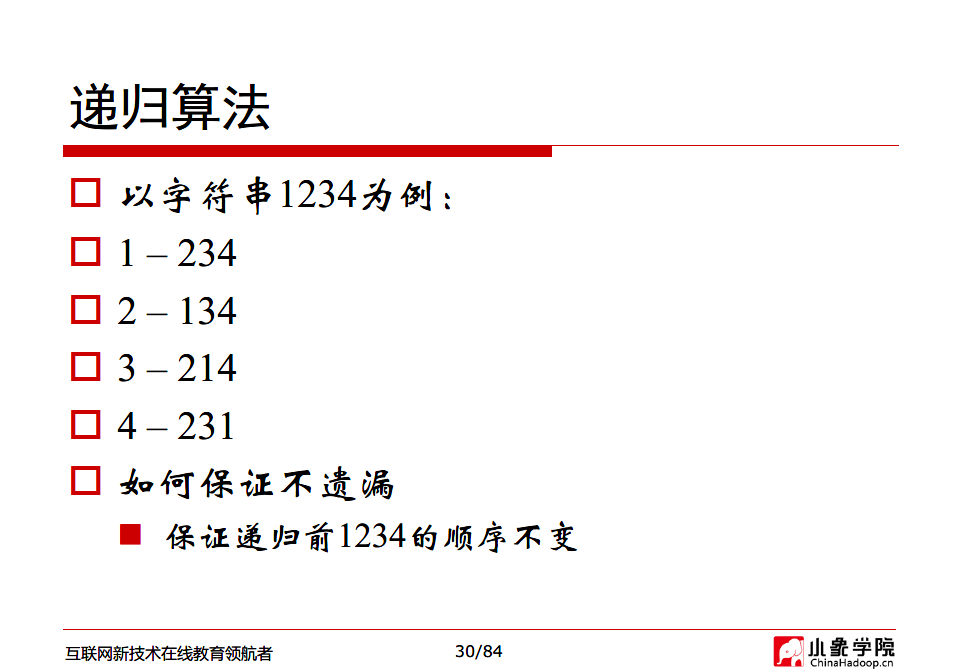 递归算法
以字符串1234为例：
1 – 234
2 – 134
3 – 214
4 – 231
如何保证不遗漏
保证递归前1234的顺序不变
互联网新技术在线教育领航者
30/84
小象学院
ChinaHadoop.cn